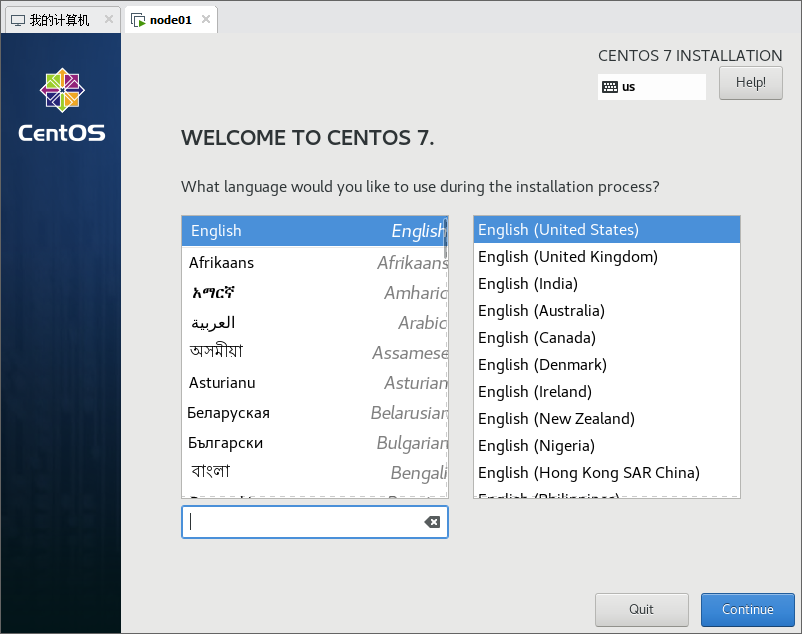 我的计算机
node01
CentOS
CENTOS 7 INSTALLATION
us
Help!
WELCOME TO CENTOS 7.
What language would you like to use during the installation process?
English English
Afrikaans Afrikaans
አማርኛ Amharic
العربية Arabic
অসমীয়া Assamese
Asturianu Asturian
Беларуская Belarusian
Български Bulgarian
বাংলা Bengali
English (United States)
English (United Kingdom)
English (India)
English (Australia)
English (Canada)
English (Denmark)
English (Ireland)
English (New Zealand)
English (Nigeria)
English (Hong Kong SAR China)
English (Philippines)
Quit
Continue